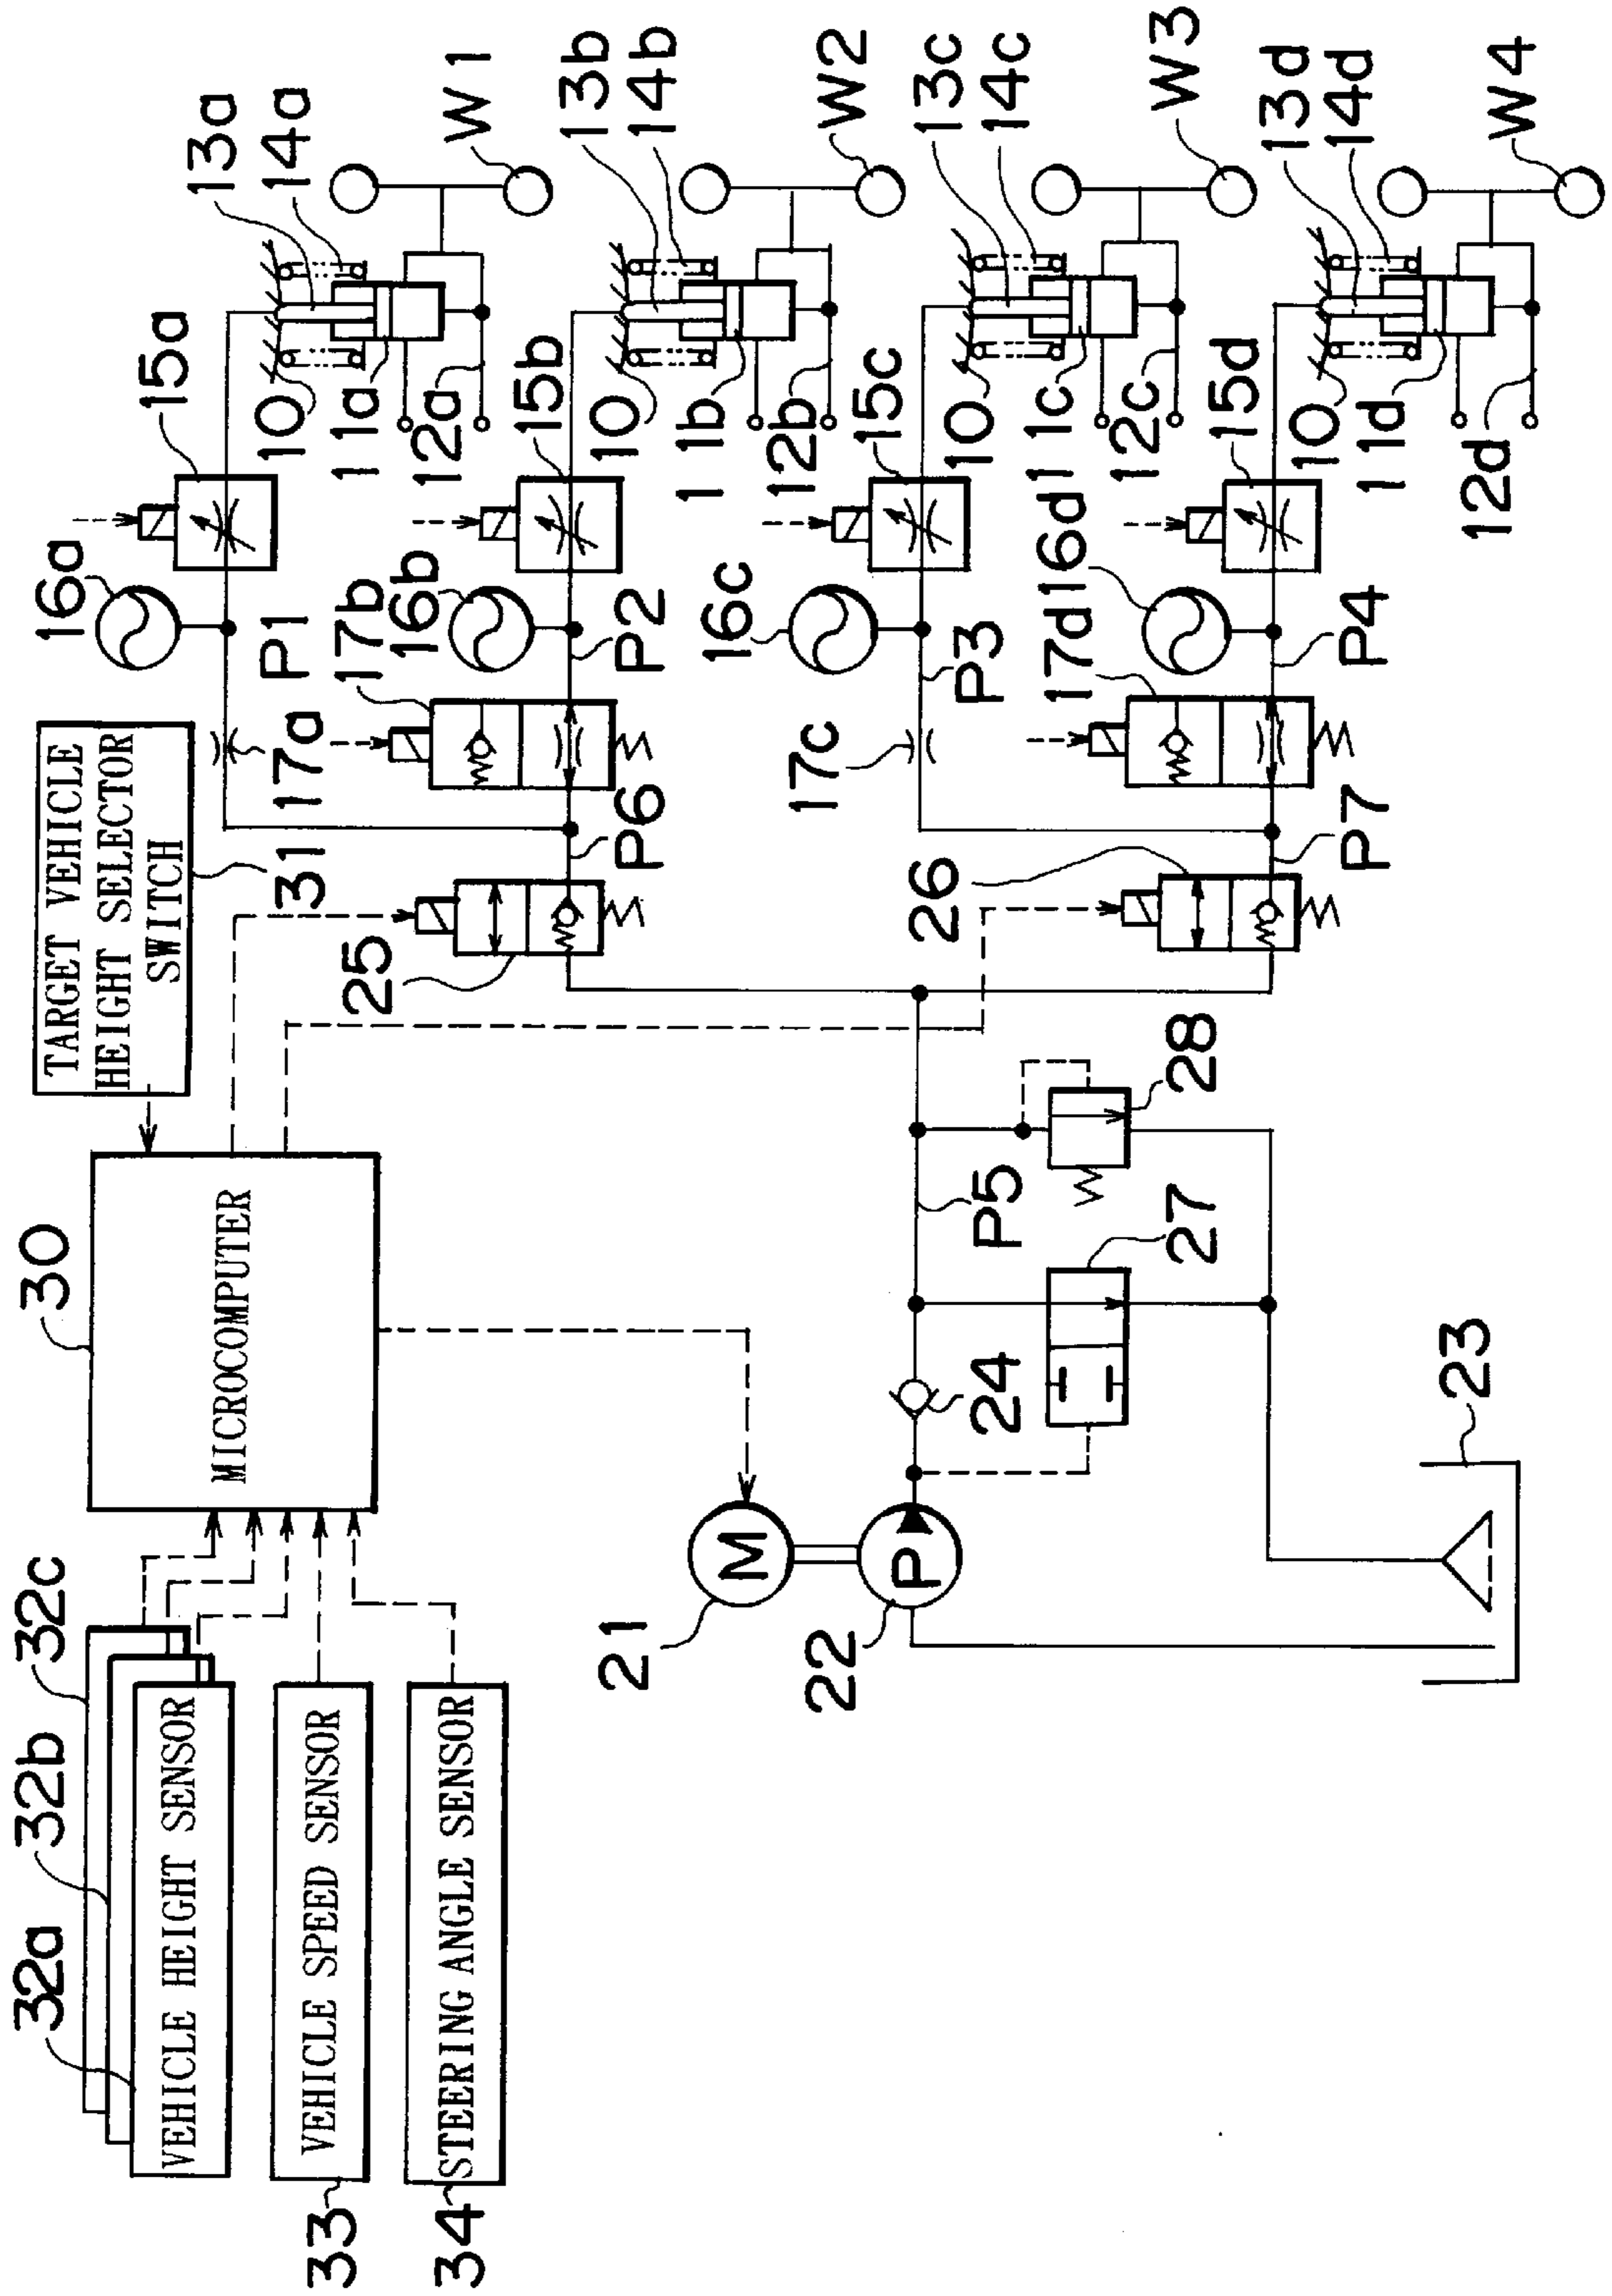 32a
32b
32c
30
VEHICLE HEIGHT SENSOR
33
VEHICLE SPEED SENSOR
34
STEERING ANGLE SENSOR
MICROCOMPUTER
TARGET VEHICLE
HEIGHT SELECTOR
SWITCH
31
21
M
22
P
23
24
27
28
P5
25
26
P6
P7
16a
P1
17a
15a
13a
14a
W1
10
11a
12a
17b
16b
P2
15b
13b
14b
W2
10
11b
12b
16c
P3
17c
15c
13c
14c
W3
10
11c
12c
17d
16d
P4
15d
13d
14d
W4
10
11d
12d